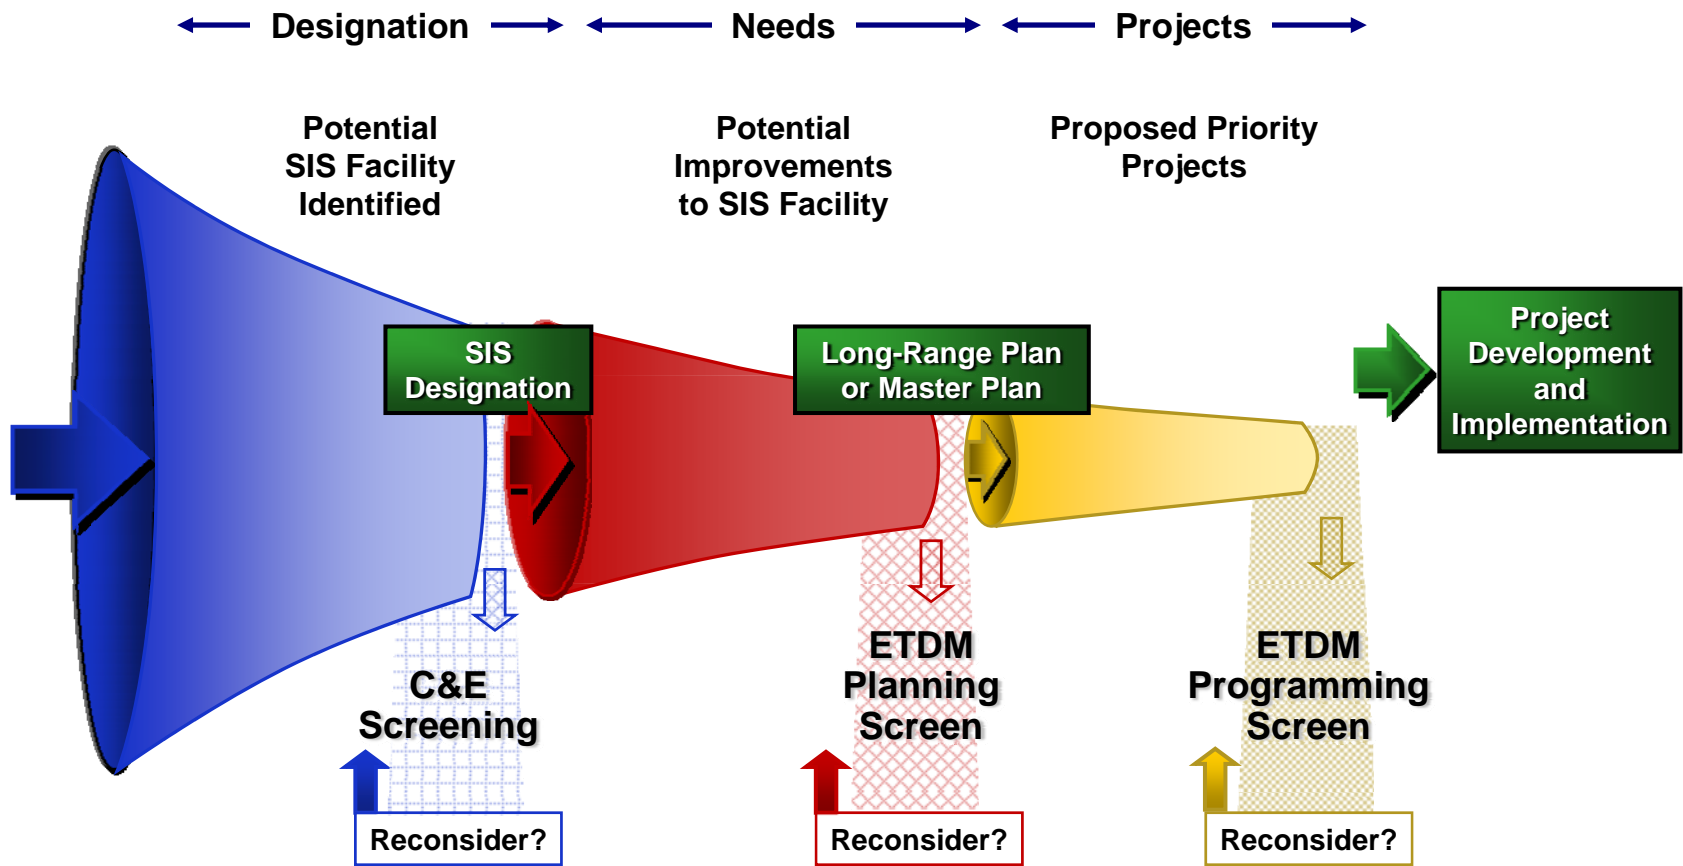 Designation
Needs
Projects
Potential
SIS Facility
Identified
Potential
Improvements
to SIS Facility
Proposed Priority
Projects
SIS
Designation
Long-Range Plan
or Master Plan
Project
Development
and
Implementation
C&E
Screening
ETDM
Planning
Screen
ETDM
Programming
Screen
Reconsider?
Reconsider?
Reconsider?